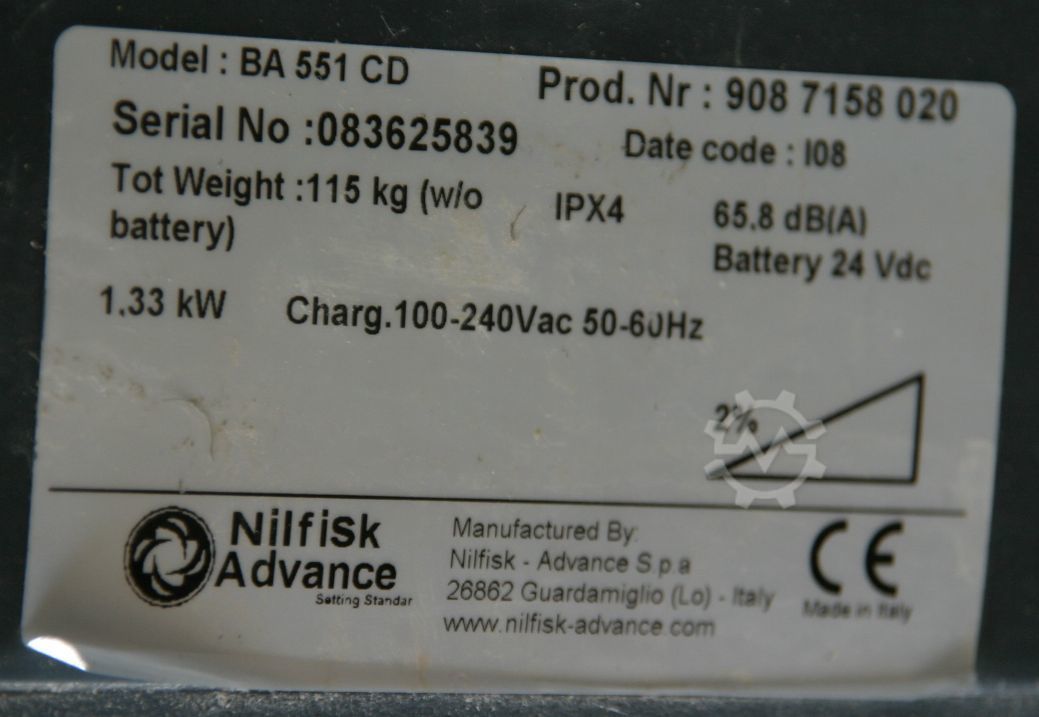 Model : BA 551 CD
Prod. Nr : 908 7158 020
Serial No :083625839
Date code : I08
Tot Weight :115 kg (w/o
battery)
IPX4
65.8 dB(A)
Battery 24 Vdc
1.33 kW
Charg.100-240Vac 50-60Hz
2%
Nilfisk
Advance
Setting Standar
Manufactured By:
Nilfisk - Advance S.p.a
26862 Guardamiglio (Lo) - Italy
www.nilfisk-advance.com
CE
Made in Italy